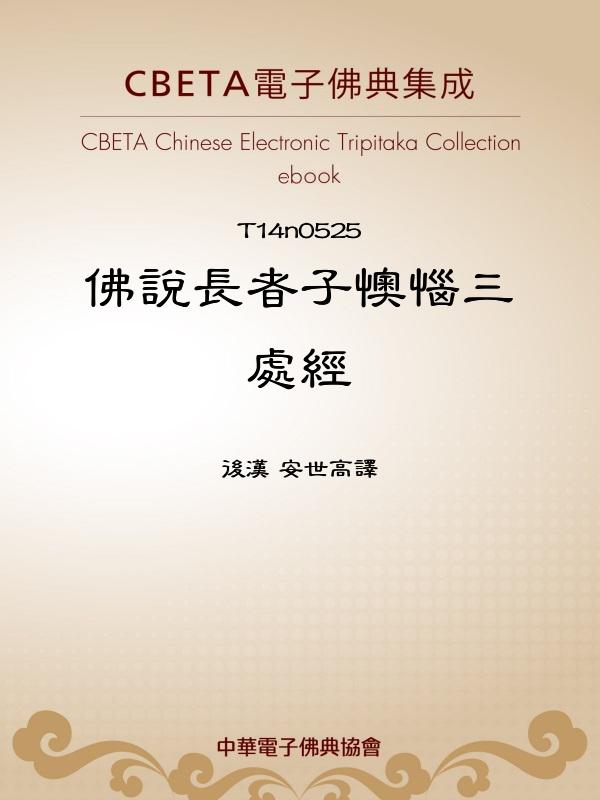 CBETA電子佛典集成
CBETA Chinese Electronic Tripitaka Collection
ebook
T14n0525
佛說長者子懊惱三
處經
後漢 安世高譯
中華電子佛典協會